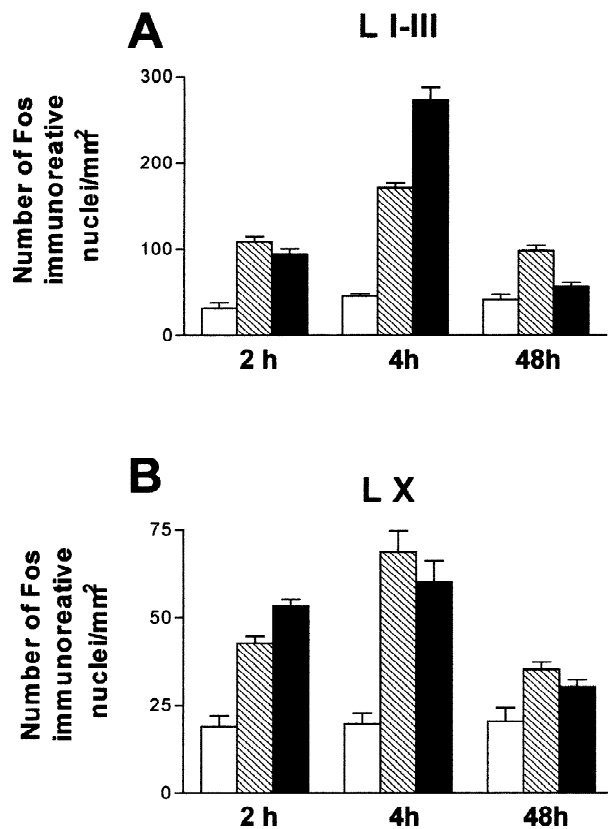 A
L I-III
Number of Fos
immunoreative
nuclei/mm²
300
200
100
0
2 h
4h
48h
B
L X
Number of Fos
immunoreative
nuclei/mm²
75
50
25
0
2 h
4h
48h